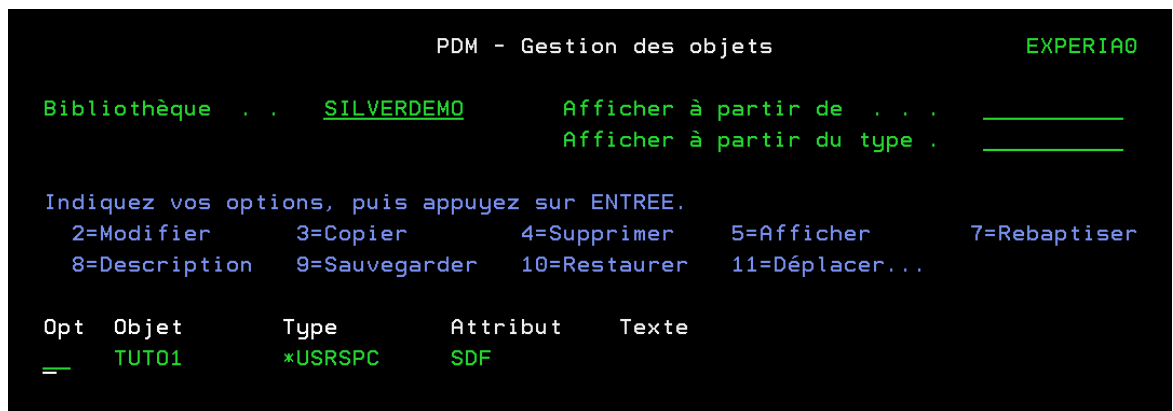 PDM - Gestion des objets EXPERIA0
Bibliothèque . . SILVERDEMO Afficher à partir de . . .
Afficher à partir du type .
Indiquez vos options, puis appuyez sur ENTREE.
2=Modifier 3=Copier 4=Supprimer 5=Afficher 7=Rebaptiser
8=Description 9=Sauvegarder 10=Restaurer 11=Déplacer...
Opt Objet Type Attribut Texte
TUTO1 *USRSPC SDF